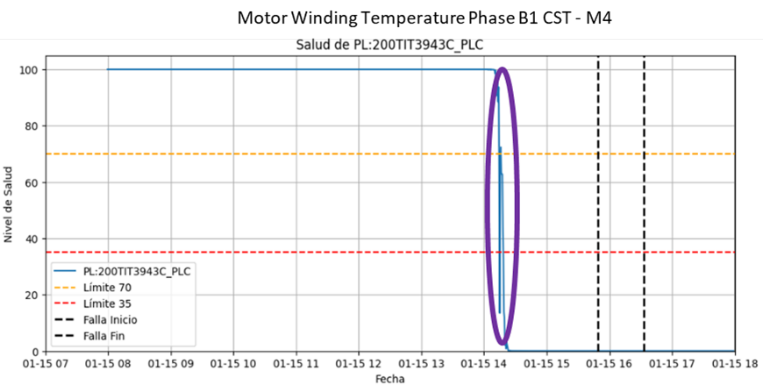 Motor Winding Temperature Phase B1 CST - M4
Salud de PL:200TIT3943C_PLC
Nivel de Salud
100
80
60
40
20
0
PL:200TIT3943C_PLC
Límite 70
Límite 35
Falla Inicio
Falla Fin
01-15 07 01-15 08 01-15 09 01-15 10 01-15 11 01-15 12 01-15 13 01-15 14 01-15 15 01-15 16 01-15 17 01-15 18
Fecha